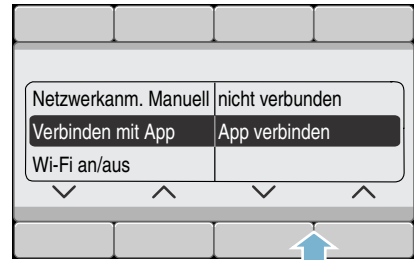 Netzwerkanm. Manuell nicht verbunden
Verbinden mit App App verbinden
Wi-Fi an/aus